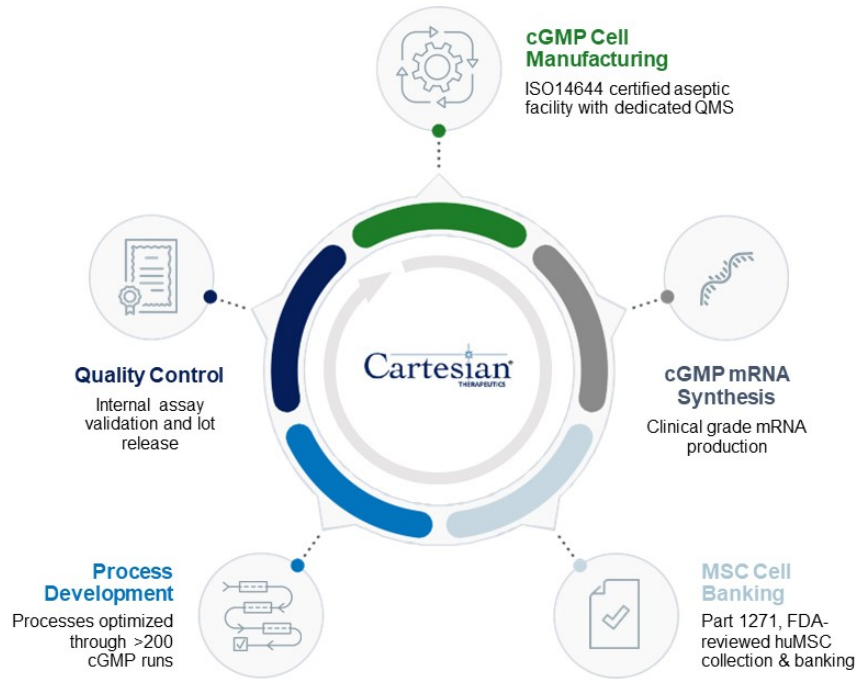 cGMP Cell
Manufacturing
ISO14644 certified aseptic
facility with dedicated QMS
Quality Control
Internal assay
validation and lot
release
Cartesian®
THERAPEUTICS
cGMP mRNA
Synthesis
Clinical grade mRNA
production
Process
Development
Processes optimized
through >200
cGMP runs
MSC Cell
Banking
Part 1271, FDA-
reviewed huMSC
collection & banking